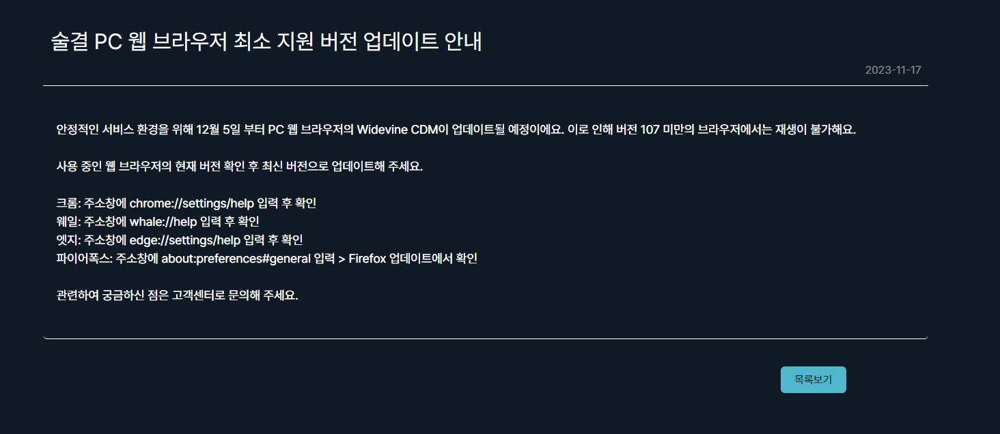 술결 PC 웹 브라우저 최소 지원 버전 업데이트 안내
2023-11-17
안정적인 서비스 환경을 위해 12월 5일 부터 PC 웹 브라우저의 Widevine CDM이 업데이트될 예정이에요. 이로 인해 버전 107 미만의 브라우저에서는 재생이 불가해요.
사용 중인 웹 브라우저의 현재 버전 확인 후 최신 버전으로 업데이트해 주세요.
크롬: 주소창에 chrome://settings/help 입력 후 확인
웨일: 주소창에 whale://help 입력 후 확인
엣지: 주소창에 edge://settings/help 입력 후 확인
파이어폭스: 주소창에 about:preferences#general 입력 > Firefox 업데이트에서 확인
관련하여 궁금하신 점은 고객센터로 문의해 주세요.
목록보기